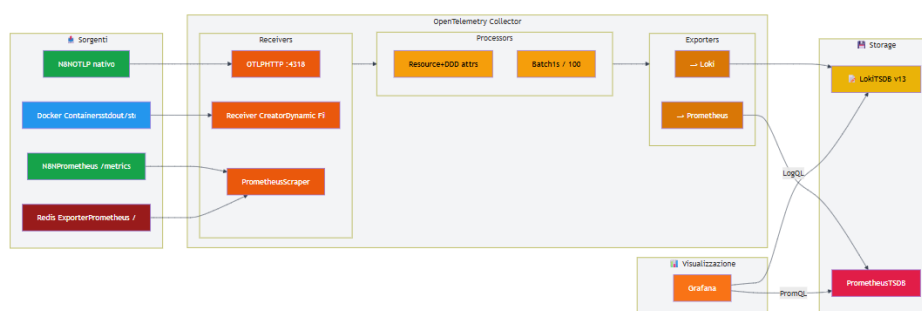 OpenTelemetry Collector
Sorgenti
N8NOTLP nativo
Docker Containersstdout/st
N8NPrometheus /metrics
Redis ExporterPrometheus /
Receivers
OTLPHTTP :4318
Receiver CreatorDynamic Fi
PrometheusScraper
Processors
Resource+DDD attrs
Batch1s / 100
Exporters
→ Loki
→ Prometheus
Storage
LokiTSDB v13
PrometheusTSDB
LogQL
PromQL
Visualizzazione
Grafana